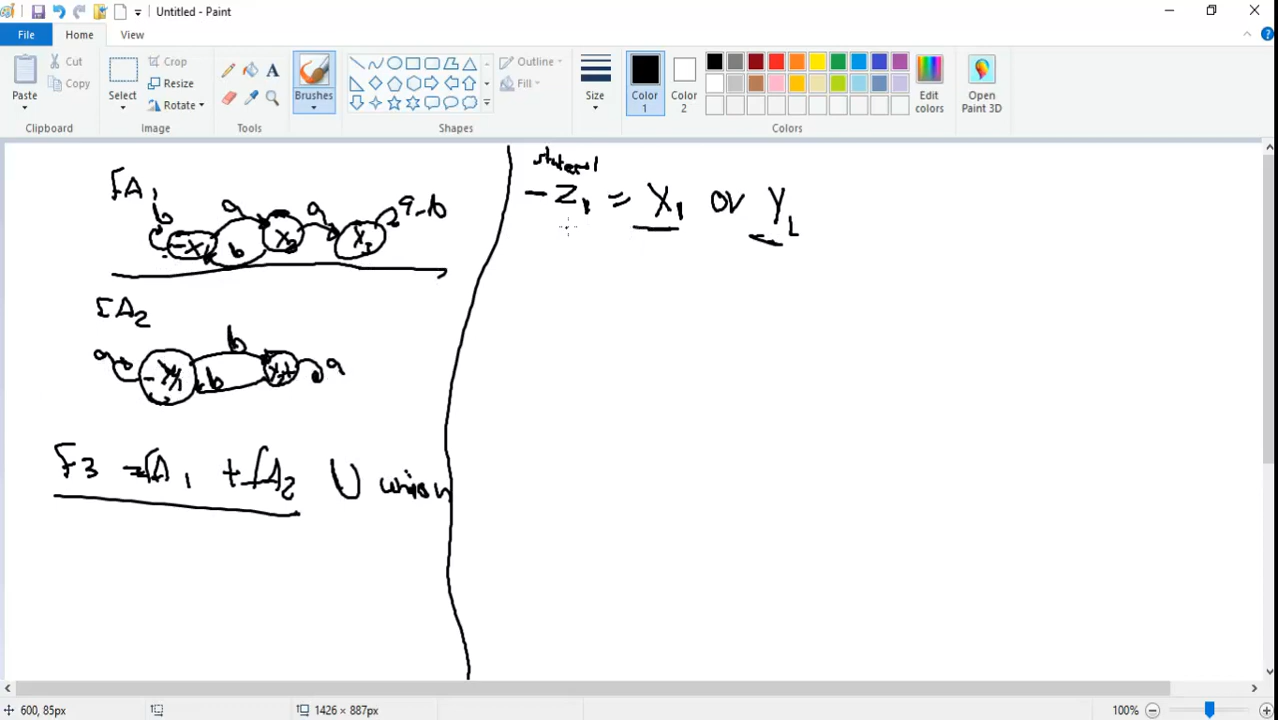 Untitled - Paint
File
Home
View
Paste
Cut
Copy
Clipboard
Select
Crop
Resize
Rotate
Image
A
Tools
Brushes
Shapes
Outline
Fill
Size
Color 1
Color 2
Edit colors
Open Paint 3D
Colors
FA1
b
a
a
a-b
-x1
b
x2
x3
FA2
a
b
-y1
b
y2+
a
F3 = FA1 + FA2 U union
-Z1 = X1 or Y1
600, 85px
1426 × 887px
100%